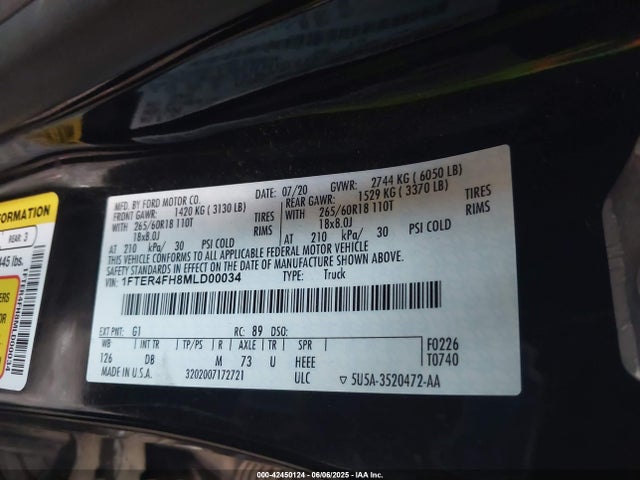 MFD. BY FORD MOTOR CO.
DATE: 07/20 GVWR: 2744 KG ( 6050 LB)
FRONT GAWR: 1420 KG ( 3130 LB) REAR GAWR: 1529 KG ( 3370 LB)
WITH 265/60R18 110T TIRES WITH 265/60R18 110T TIRES
18x8.0J 18x8.0J
AT 210 kPa/ 30 PSI COLD AT 210 kPa/ 30 PSI COLD
THIS VEHICLE CONFORMS TO ALL APPLICABLE FEDERAL MOTOR VEHICLE
SAFETY STANDARDS IN EFFECT ON THE DATE OF MANUFACTURE SHOWN ABOVE.
VIN: 1FTER4FH8MLD00034 TYPE: Truck
EXT PNT: G1 RC: 89 DSO:
WB INT TR TP/PS R AXLE TR SPR F0226
126 DB M 73 U HEEE T0740
MADE IN U.S.A. 3202007172721 ULC 5U5A-3520472-AA
FORMATION
REAR: 3
445 lbs.
000-42450124 - 06/06/2025 - IAA Inc.